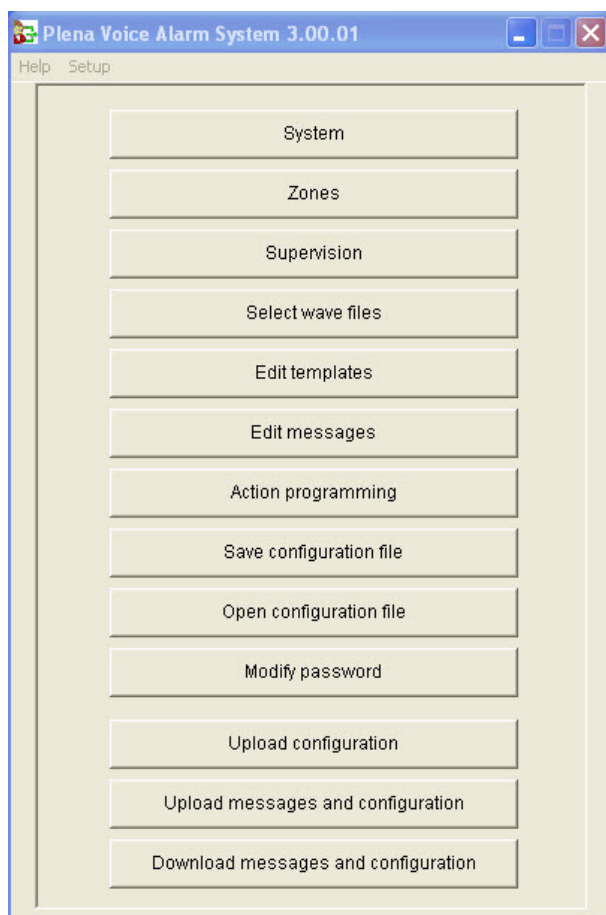 Plena Voice Alarm System 3.00.01
Help Setup
System
Zones
Supervision
Select wave files
Edit templates
Edit messages
Action programming
Save configuration file
Open configuration file
Modify password
Upload configuration
Upload messages and configuration
Download messages and configuration